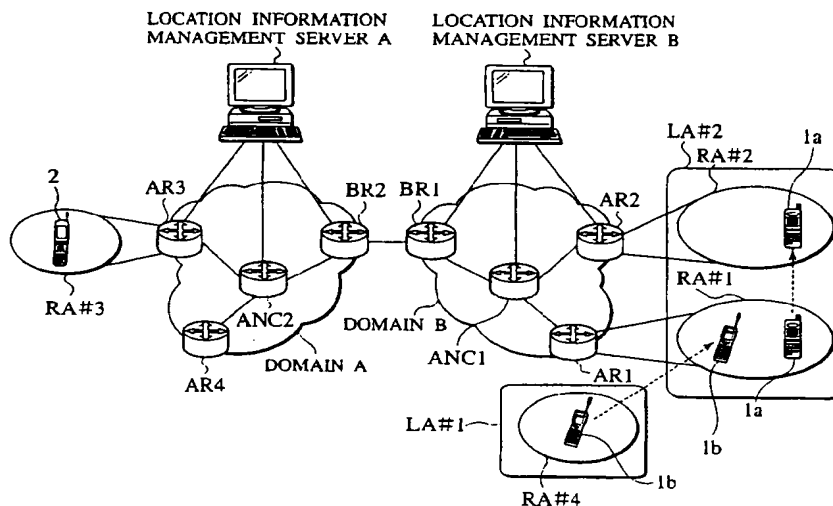 LOCATION INFORMATION
MANAGEMENT SERVER A
LOCATION INFORMATION
MANAGEMENT SERVER B
LA#2
RA#2
1a
2
AR3
BR2
BR1
AR2
RA#1
RA#3
ANC2
DOMAIN B
ANC1
AR4
DOMAIN A
AR1
1a
1b
LA#1
1b
RA#4